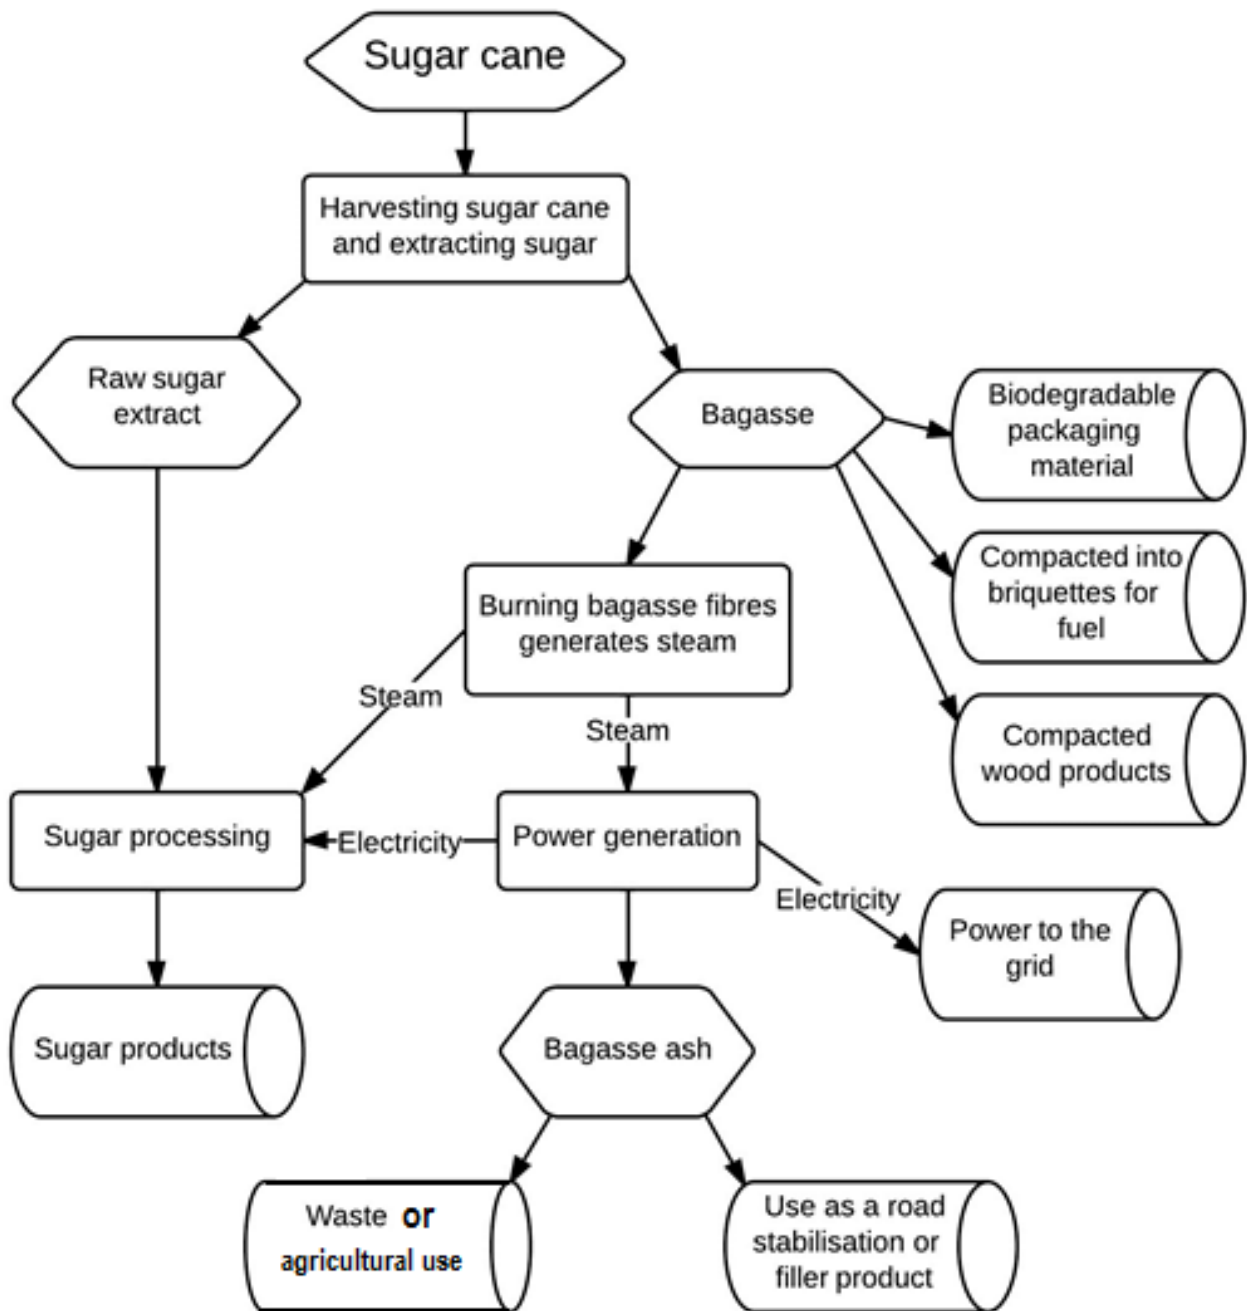 Sugar cane
Harvesting sugar cane
and extracting sugar
Raw sugar
extract
Bagasse
Biodegradable
packaging
material
Compacted into
briquettes for
fuel
Burning bagasse fibres
generates steam
Steam
Steam
Compacted
wood products
Sugar processing
Electricity
Power generation
Electricity
Power to the
grid
Sugar products
Bagasse ash
Waste or
agricultural use
Use as a road
stabilisation or
filler product